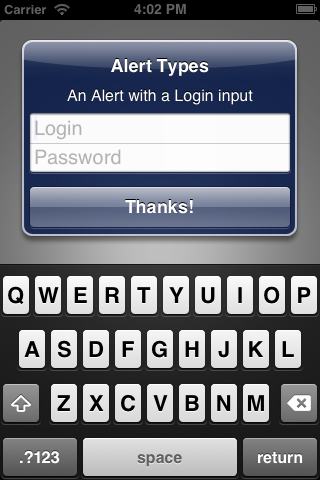 Carrier 4:02 PM
Alert Types
An Alert with a Login input
Login
Password
Thanks!
Q W E R T Y U I O P
A S D F G H J K L
Z X C V B N M
.?123 space return